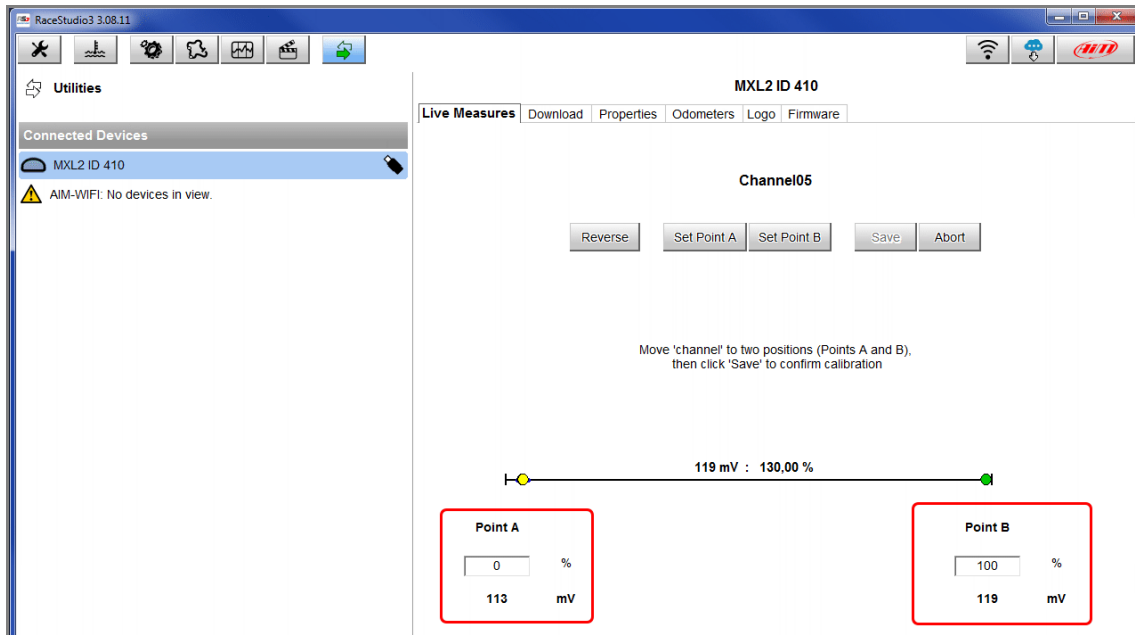 RaceStudio3 3.08.11
AiM
Utilities
MXL2 ID 410
Live Measures Download Properties Odometers Logo Firmware
Connected Devices
MXL2 ID 410
AIM-WIFI: No devices in view.
Channel05
Reverse Set Point A Set Point B Save Abort
Move 'channel' to two positions (Points A and B),
then click 'Save' to confirm calibration
119 mV : 130,00 %
Point A Point B
0 % 100 %
113 mV 119 mV